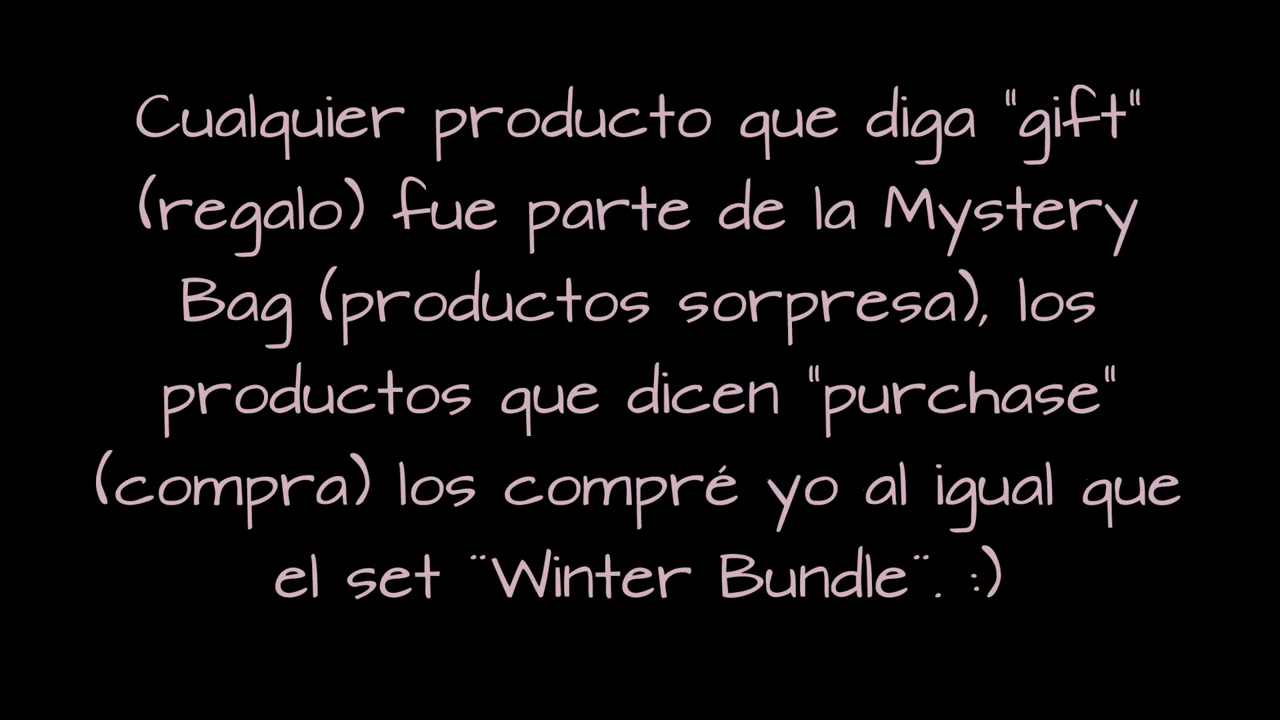 Cualquier producto que diga "gift"
(regalo) fue parte de la Mystery
Bag (productos sorpresa), los
productos que dicen "purchase"
(compra) los compré yo al igual que
el set ¨Winter Bundle¨. :)